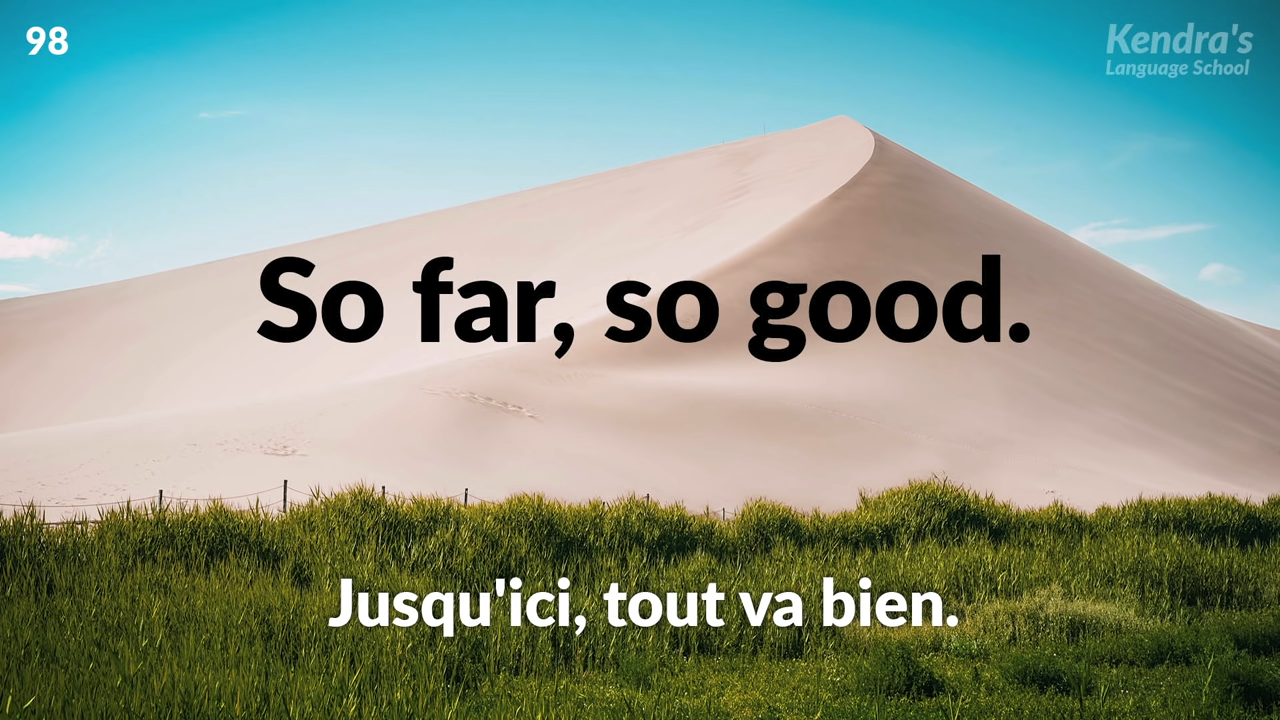 98
Kendra's
Language School
So far, so good.
Jusqu'ici, tout va bien.